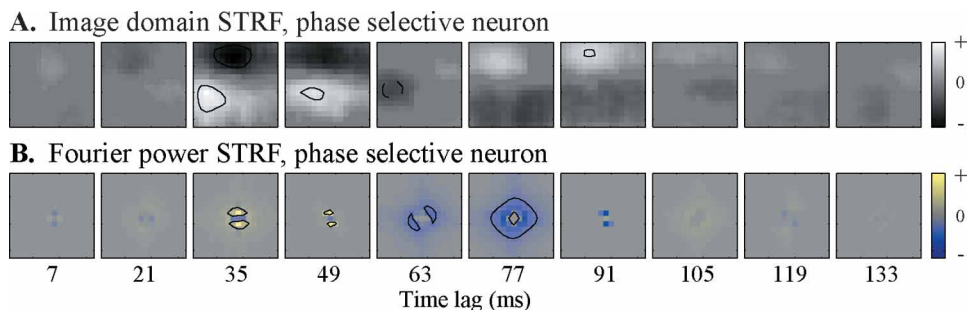 A. Image domain STRF, phase selective neuron
+
0
-
B. Fourier power STRF, phase selective neuron
+
0
-
7 21 35 49 63 77 91 105 119 133
Time lag (ms)